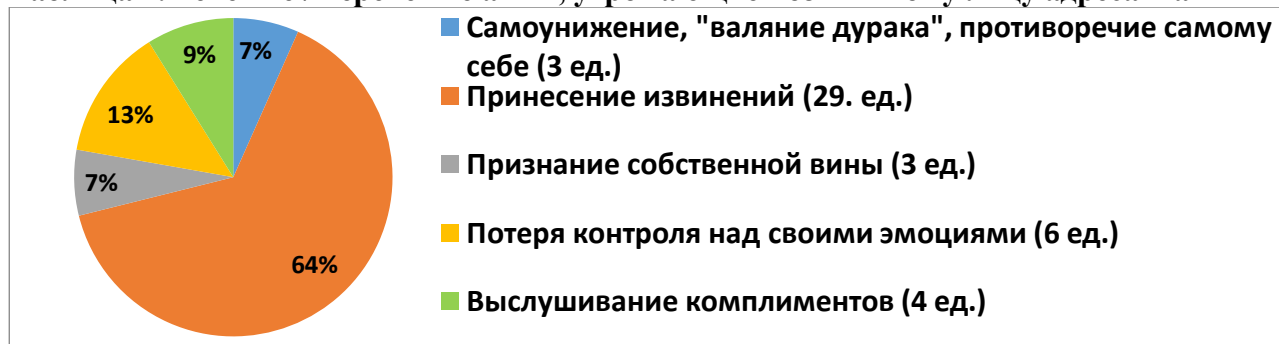 7%
9%
13%
7%
64%
Самоунижение, "валяние дурака", противоречие самому
себе (3 ед.)
Принесение извинений (29. ед.)
Признание собственной вины (3 ед.)
Потеря контроля над своими эмоциями (6 ед.)
Выслушивание комплиментов (4 ед.)